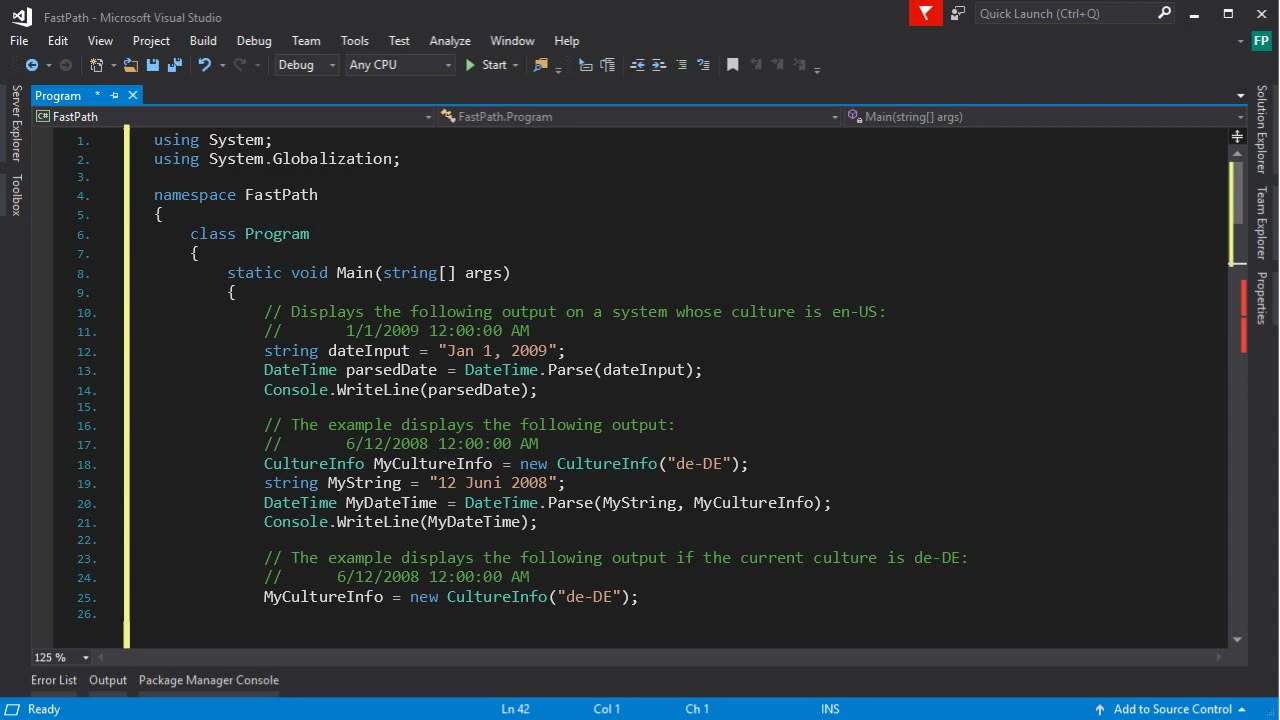 FastPath - Microsoft Visual Studio
Quick Launch (Ctrl+Q)
File Edit View Project Build Debug Team Tools Test Analyze Window Help
FP
Debug Any CPU Start
Program *
C# FastPath FastPath.Program Main(string[] args)
Server Explorer
Toolbox
Solution Explorer
Team Explorer
Properties
1. using System;
2. using System.Globalization;
3.
4. namespace FastPath
5. {
6. class Program
7. {
8. static void Main(string[] args)
9. {
10. // Displays the following output on a system whose culture is en-US:
11. // 1/1/2009 12:00:00 AM
12. string dateInput = "Jan 1, 2009";
13. DateTime parsedDate = DateTime.Parse(dateInput);
14. Console.WriteLine(parsedDate);
15.
16. // The example displays the following output:
17. // 6/12/2008 12:00:00 AM
18. CultureInfo MyCultureInfo = new CultureInfo("de-DE");
19. string MyString = "12 Juni 2008";
20. DateTime MyDateTime = DateTime.Parse(MyString, MyCultureInfo);
21. Console.WriteLine(MyDateTime);
22.
23. // The example displays the following output if the current culture is de-DE:
24. // 6/12/2008 12:00:00 AM
25. MyCultureInfo = new CultureInfo("de-DE");
26.
125 %
Error List Output Package Manager Console
Ready Ln 42 Col 1 Ch 1 INS Add to Source Control